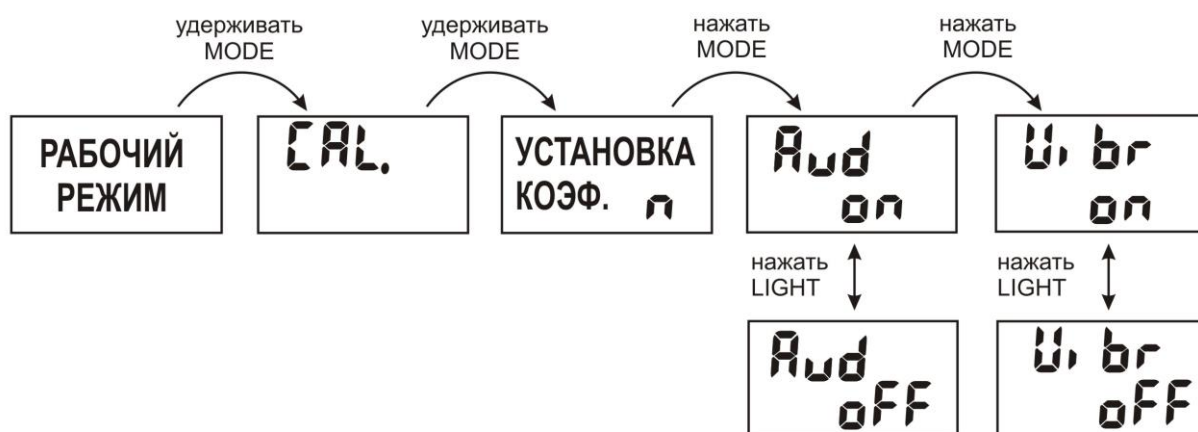 удерживать
MODE
удерживать
MODE
нажать
MODE
нажать
MODE
РАБОЧИЙ
РЕЖИМ
CAL.
УСТАНОВКА
КОЭФ. n
Aud
on
Vibr
on
нажать
LIGHT
нажать
LIGHT
Aud
oFF
Vibr
oFF